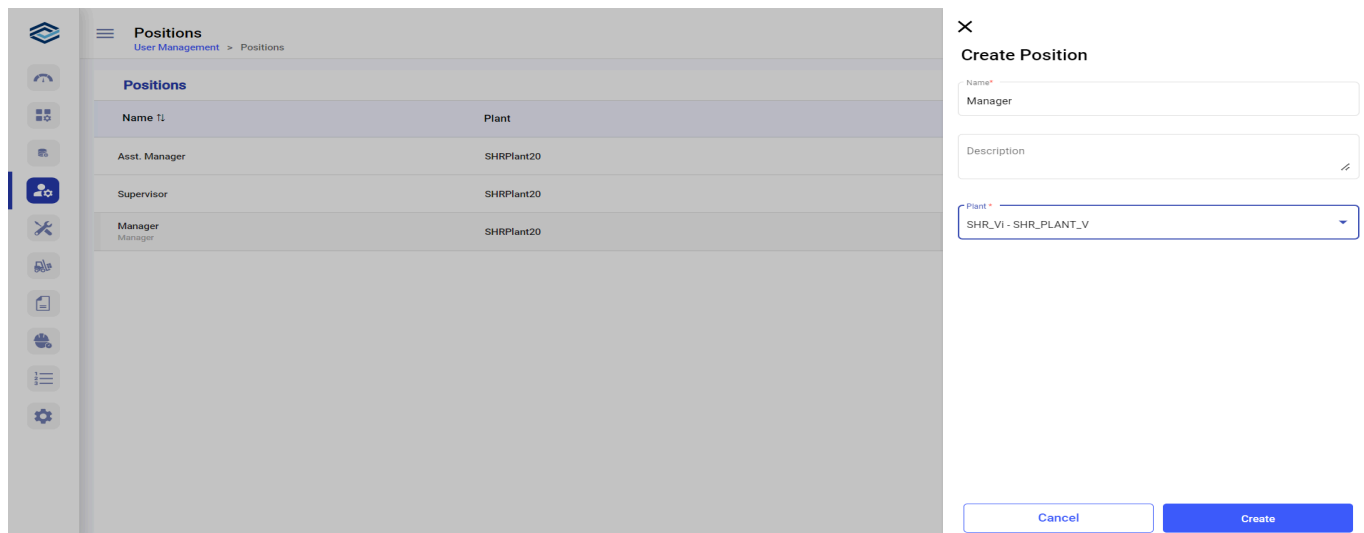 Positions
User Management > Positions
Positions
Name ↑↓ Plant
Asst. Manager SHRPlant20
Supervisor SHRPlant20
Manager
Manager
SHRPlant20
Create Position
Name*
Manager
Description
Plant *
SHR_Vi - SHR_PLANT_V
Cancel Create